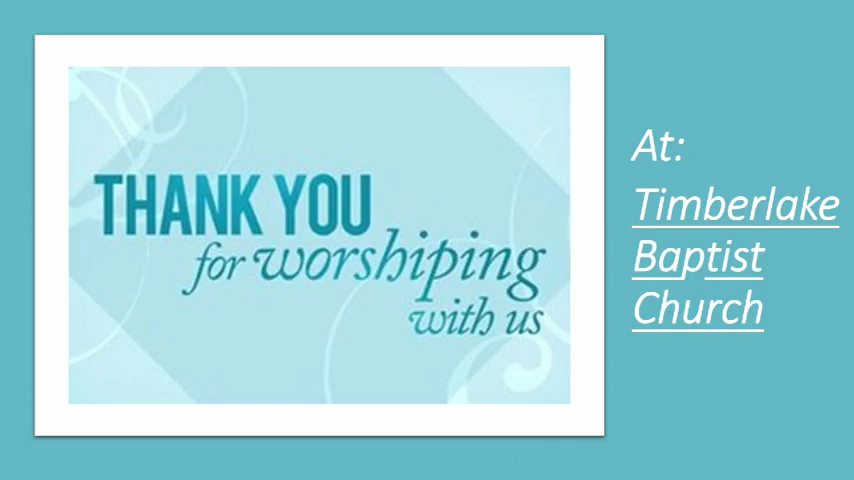 THANK YOU
for worshiping
with us
At:
Timberlake
Baptist
Church